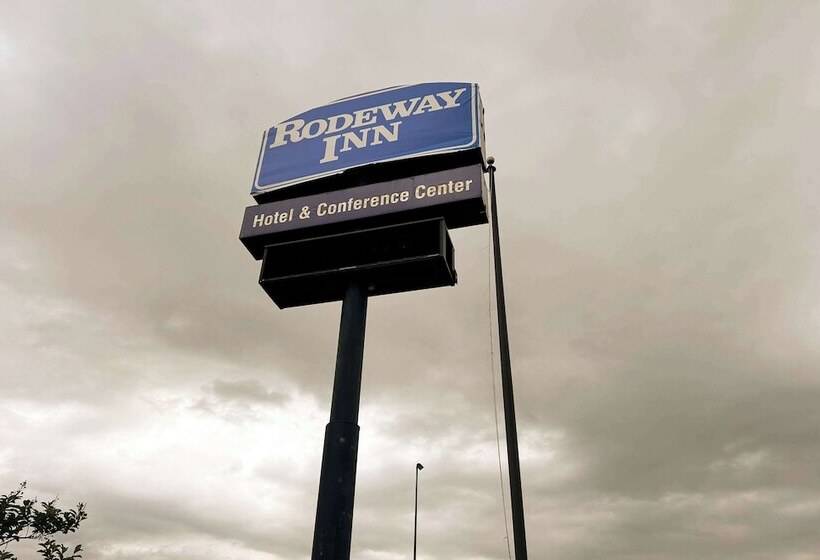 RODEWAY
INN
Hotel & Conference Center